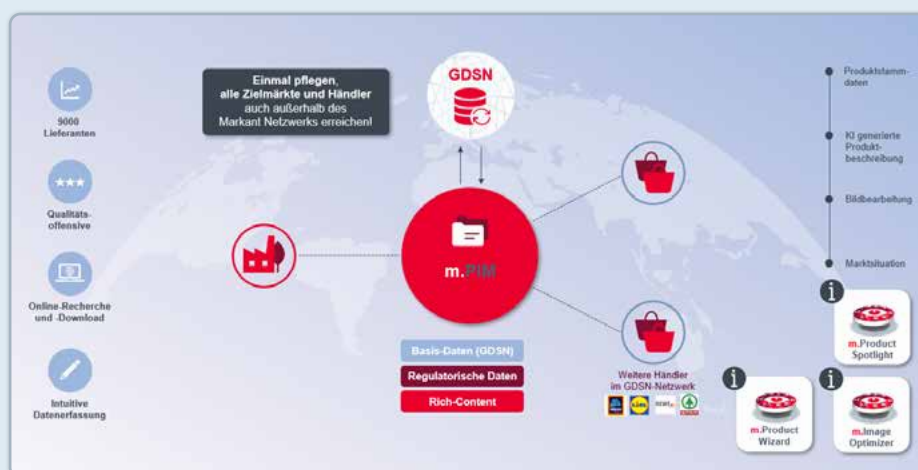 9000
Lieferanten
Qualitäts-
offensive
Online-Recherche
und -Download
Intuitive
Datenerfassung
Einmal pflegen,
alle Zielmärkte und Händler
auch außerhalb des
Markant Netzwerks erreichen!
GDSN
m.PIM
Basis-Daten (GDSN)
Regulatorische Daten
Rich-Content
Weitere Händler
im GDSN-Netzwerk
Produktstamm-
daten
KI generierte
Produkt-
beschreibung
Bildbearbeitung
Marktsituation
i
m.Product
Spotlight
i
m.Product
Wizard
i
m.Image
Optimizer